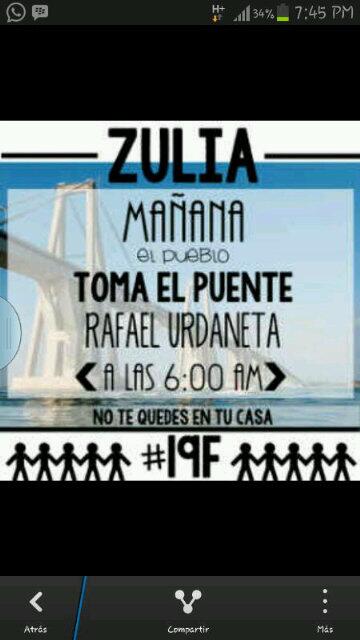 H+
34%
7:45 PM
ZULIA
MAÑANA
el PUEBlO
TOMA EL PUENTE
RAFAEL URDANETA
A LAS 6:00 AM
NO TE QUEDES EN TU CASA
#19F
Atrás
Compartir
Más